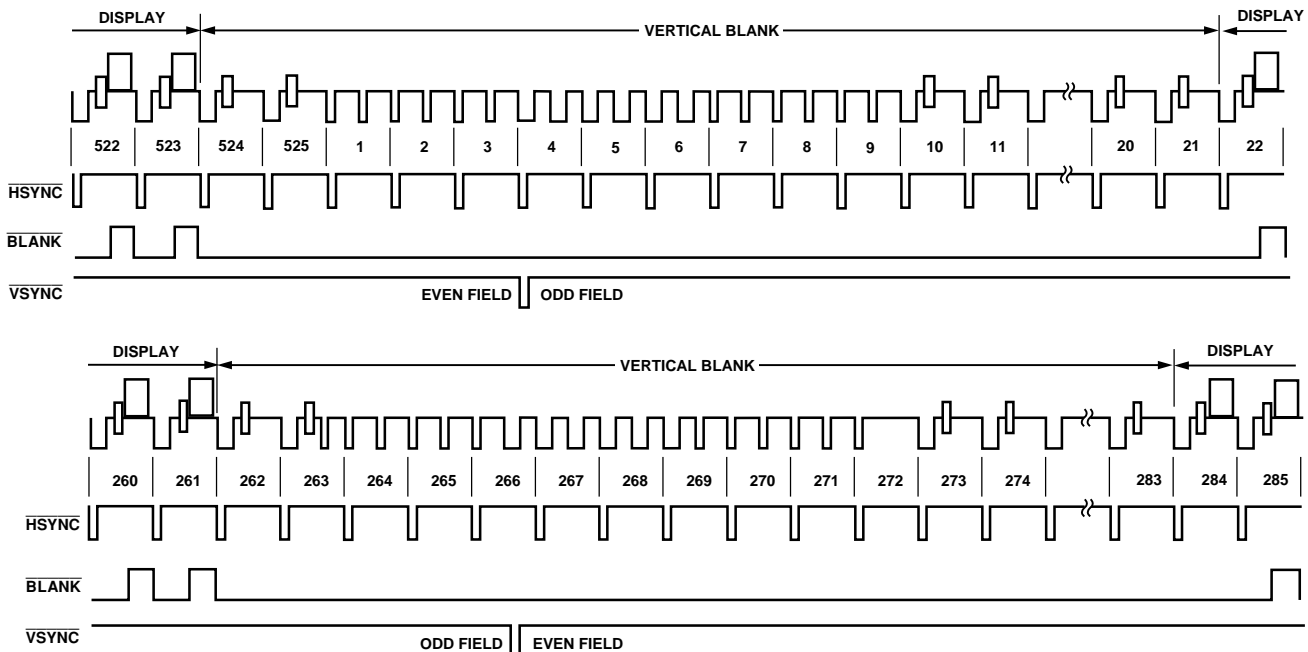 DISPLAY VERTICAL BLANK DISPLAY
522 523 524 525 1 2 3 4 5 6 7 8 9 10 11 20 21 22
HSYNC
BLANK
VSYNC EVEN FIELD ODD FIELD
DISPLAY VERTICAL BLANK DISPLAY
260 261 262 263 264 265 266 267 268 269 270 271 272 273 274 283 284 285
HSYNC
BLANK
VSYNC ODD FIELD EVEN FIELD